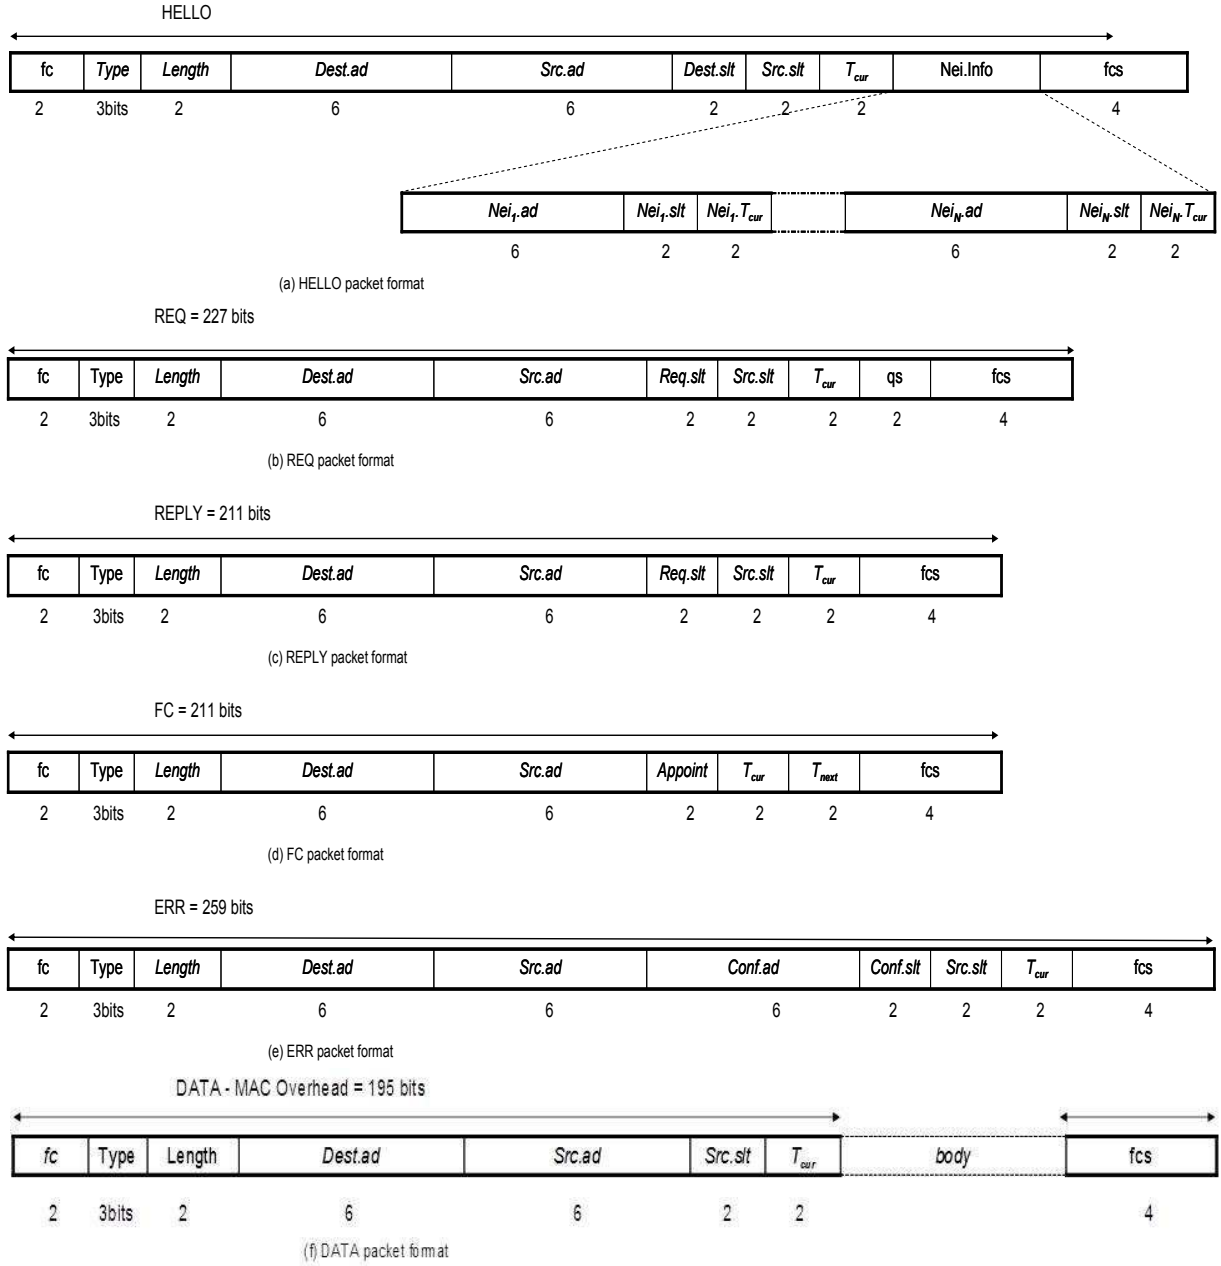 HELLO
fc Type Length Dest.ad Src.ad Dest.slt Src.slt Tcur Nei.Info fcs
2 3bits 2 6 6 2 2 2 4
Nei1.ad Nei1.slt Nei1.Tcur NeiN.ad NeiN.slt NeiN.Tcur
6 2 2 6 2 2
(a) HELLO packet format
REQ = 227 bits
fc Type Length Dest.ad Src.ad Req.slt Src.slt Tcur qs fcs
2 3bits 2 6 6 2 2 2 2 4
(b) REQ packet format
REPLY = 211 bits
fc Type Length Dest.ad Src.ad Req.slt Src.slt Tcur fcs
2 3bits 2 6 6 2 2 2 4
(c) REPLY packet format
FC = 211 bits
fc Type Length Dest.ad Src.ad Appoint Tcur Tnext fcs
2 3bits 2 6 6 2 2 2 4
(d) FC packet format
ERR = 259 bits
fc Type Length Dest.ad Src.ad Conf.ad Conf.slt Src.slt Tcur fcs
2 3bits 2 6 6 6 2 2 2 4
(e) ERR packet format
DATA - MAC Overhead = 195 bits
fc Type Length Dest.ad Src.ad Src.slt Tcur body fcs
2 3bits 2 6 6 2 2 4
(f) DATA packet format